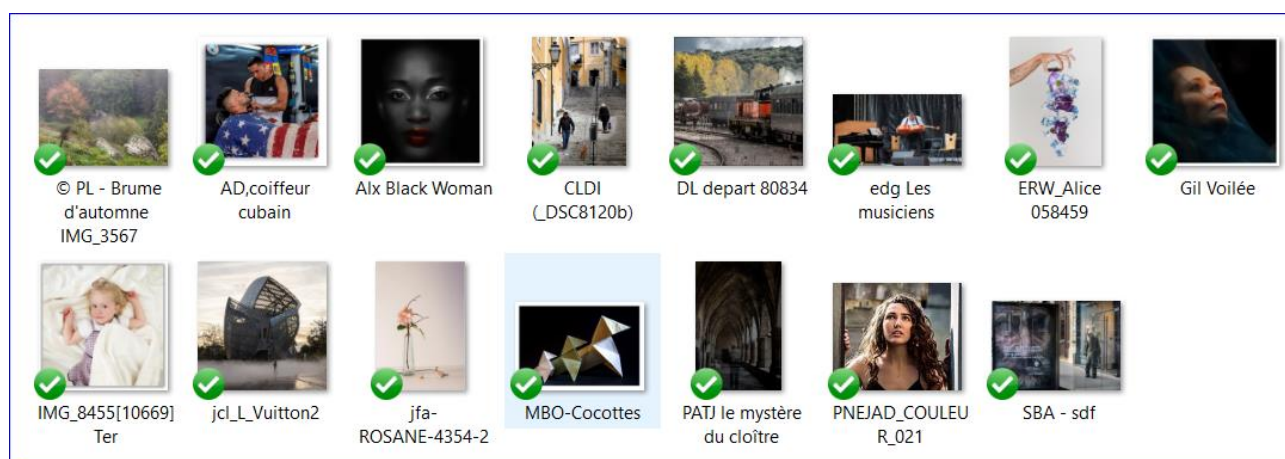 © PL - Brume
d'automne
IMG_3567
AD,coiffeur
cubain
Alx Black Woman
CLDI
(_DSC8120b)
DL depart 80834
edg Les
musiciens
ERW_Alice
058459
Gil Voilée
IMG_8455[10669]
Ter
jcl_L_Vuitton2
jfa-
ROSANE-4354-2
MBO-Cocottes
PATJ le mystère
du cloître
PNEJAD_COULEU
R_021
SBA - sdf